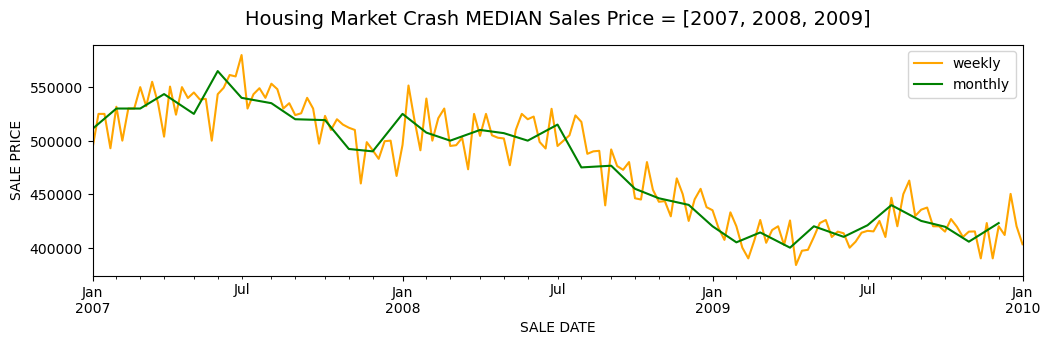 Housing Market Crash MEDIAN Sales Price = [2007, 2008, 2009]
weekly
monthly
SALE PRICE
550000
500000
450000
400000
Jan
2007
Jul
Jan
2008
Jul
Jan
2009
Jul
Jan
2010
SALE DATE